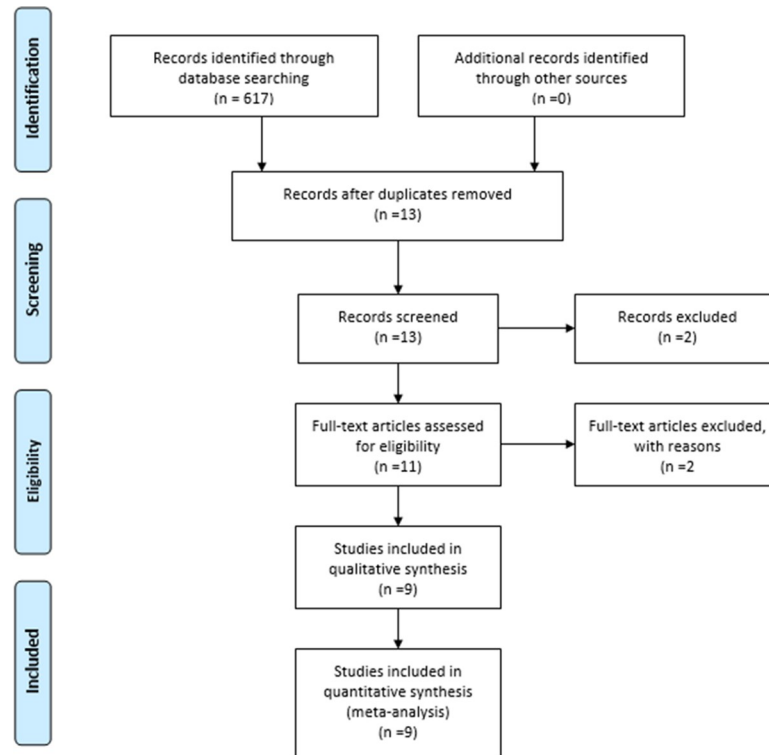 Identification
Records identified through
database searching
(n = 617)
Additional records identified
through other sources
(n =0)
Records after duplicates removed
(n =13)
Screening
Records screened
(n =13)
Records excluded
(n =2)
Eligibility
Full-text articles assessed
for eligibility
(n =11)
Full-text articles excluded,
with reasons
(n =2
Studies included in
qualitative synthesis
(n =9)
Included
Studies included in
quantitative synthesis
(meta-analysis)
(n =9)